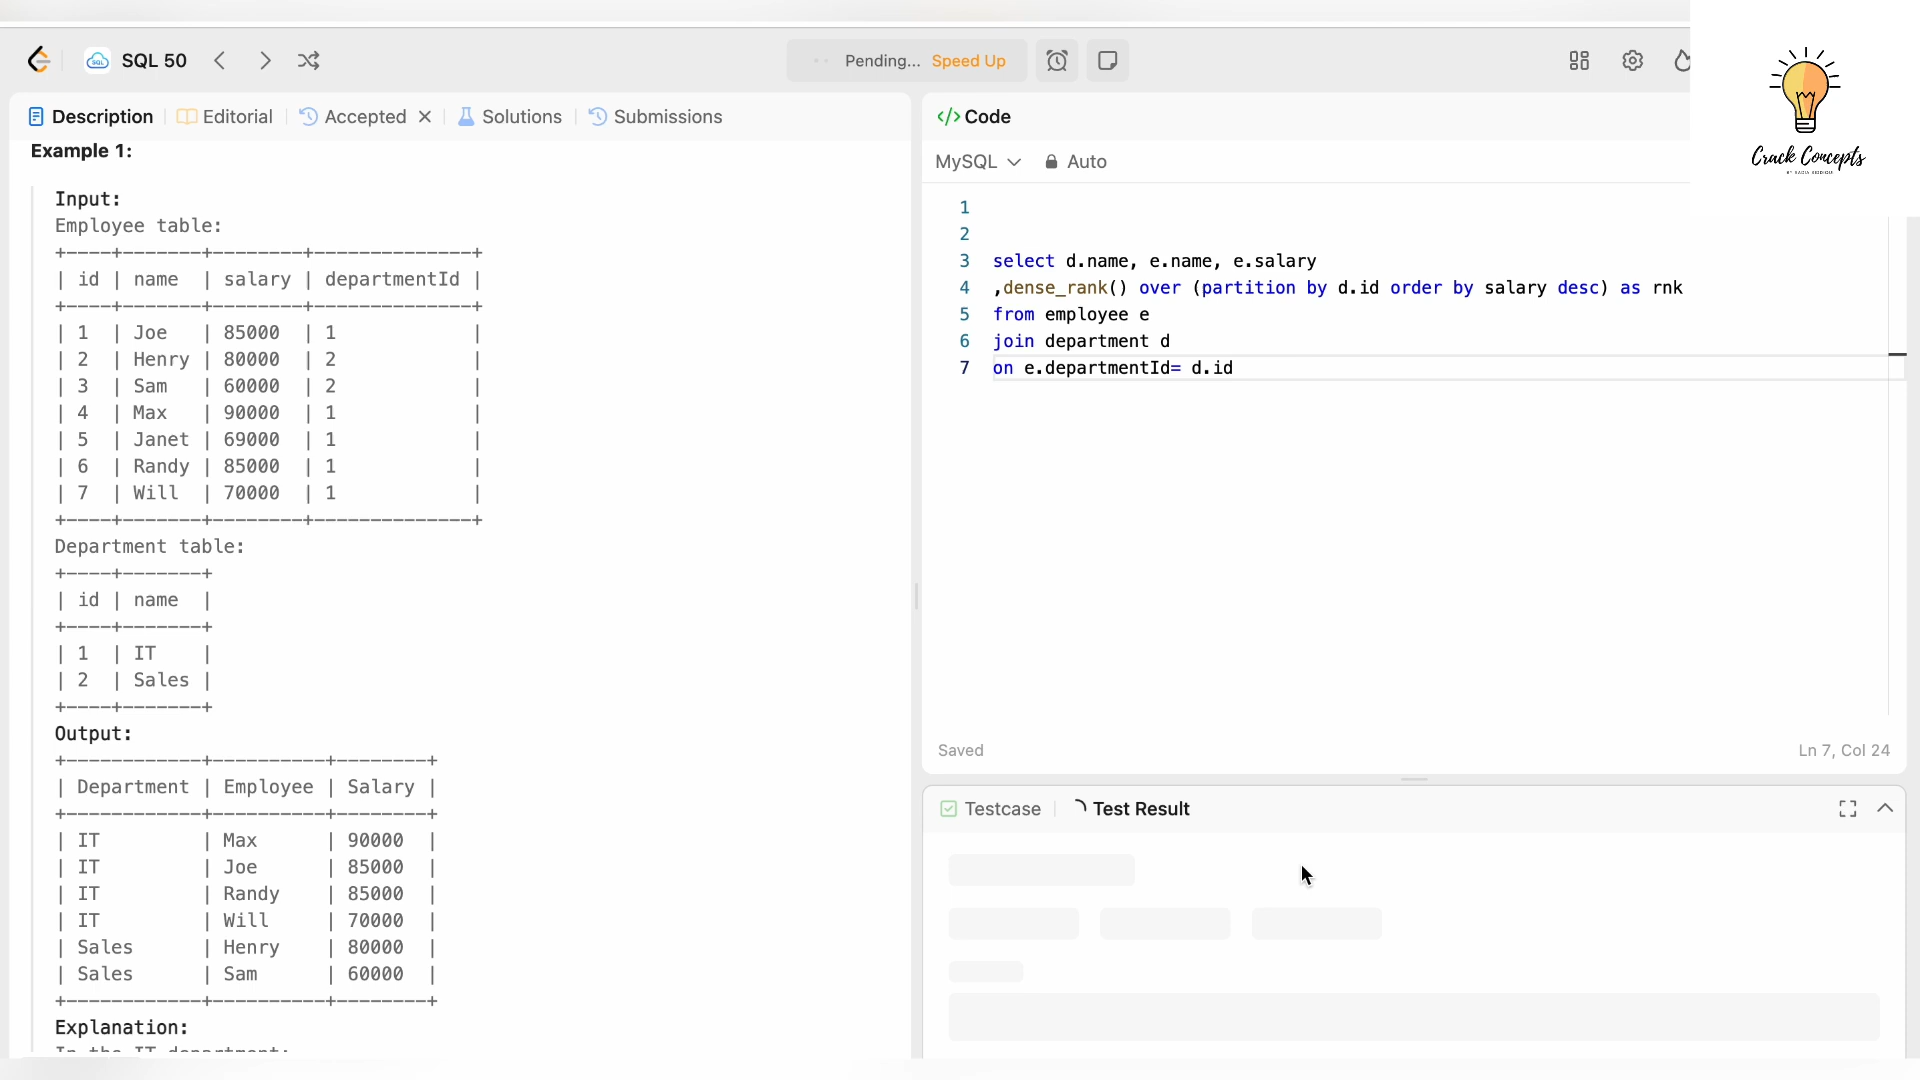 SQL 50
Pending... Speed Up
Crack Concepts
Description
Editorial
Accepted
Solutions
Submissions
Code
MySQL
Auto
Example 1:
Input:
Employee table:
+----+-------+--------+--------------+
| id | name  | salary | departmentId |
+----+-------+--------+--------------+
| 1  | Joe   | 85000  | 1            |
| 2  | Henry | 80000  | 2            |
| 3  | Sam   | 60000  | 2            |
| 4  | Max   | 90000  | 1            |
| 5  | Janet | 69000  | 1            |
| 6  | Randy | 85000  | 1            |
| 7  | Will  | 70000  | 1            |
+----+-------+--------+--------------+
Department table:
+----+-------+
| id | name  |
+----+-------+
| 1  | IT    |
| 2  | Sales |
+----+-------+
Output:
+------------+----------+--------+
| Department | Employee | Salary |
+------------+----------+--------+
| IT         | Max      | 90000  |
| IT         | Joe      | 85000  |
| IT         | Randy    | 85000  |
| IT         | Will     | 70000  |
| Sales      | Henry    | 80000  |
| Sales      | Sam      | 60000  |
+------------+----------+--------+
Explanation:
In the IT department:
1
2
3 select d.name, e.name, e.salary
4 ,dense_rank() over (partition by d.id order by salary desc) as rnk
5 from employee e
6 join department d
7 on e.departmentId= d.id
Saved
Ln 7, Col 24
Testcase
Test Result